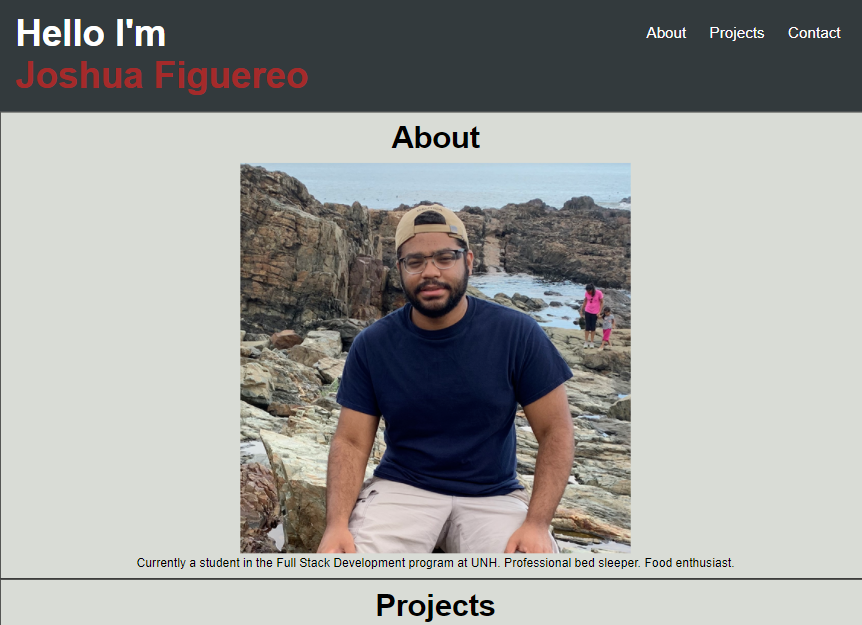 Hello I'm
Joshua Figuereo
About Projects Contact
About
Currently a student in the Full Stack Development program at UNH. Professional bed sleeper. Food enthusiast.
Projects